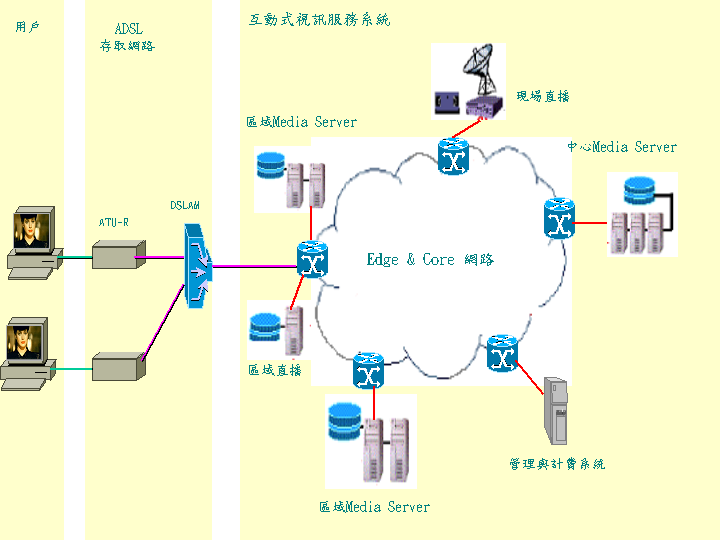 用戶
ADSL
存取網路
互動式視訊服務系統
現場直播
區域Media Server
中心Media Server
DSLAM
ATU-R
Edge & Core 網路
區域直播
管理與計費系統
區域Media Server